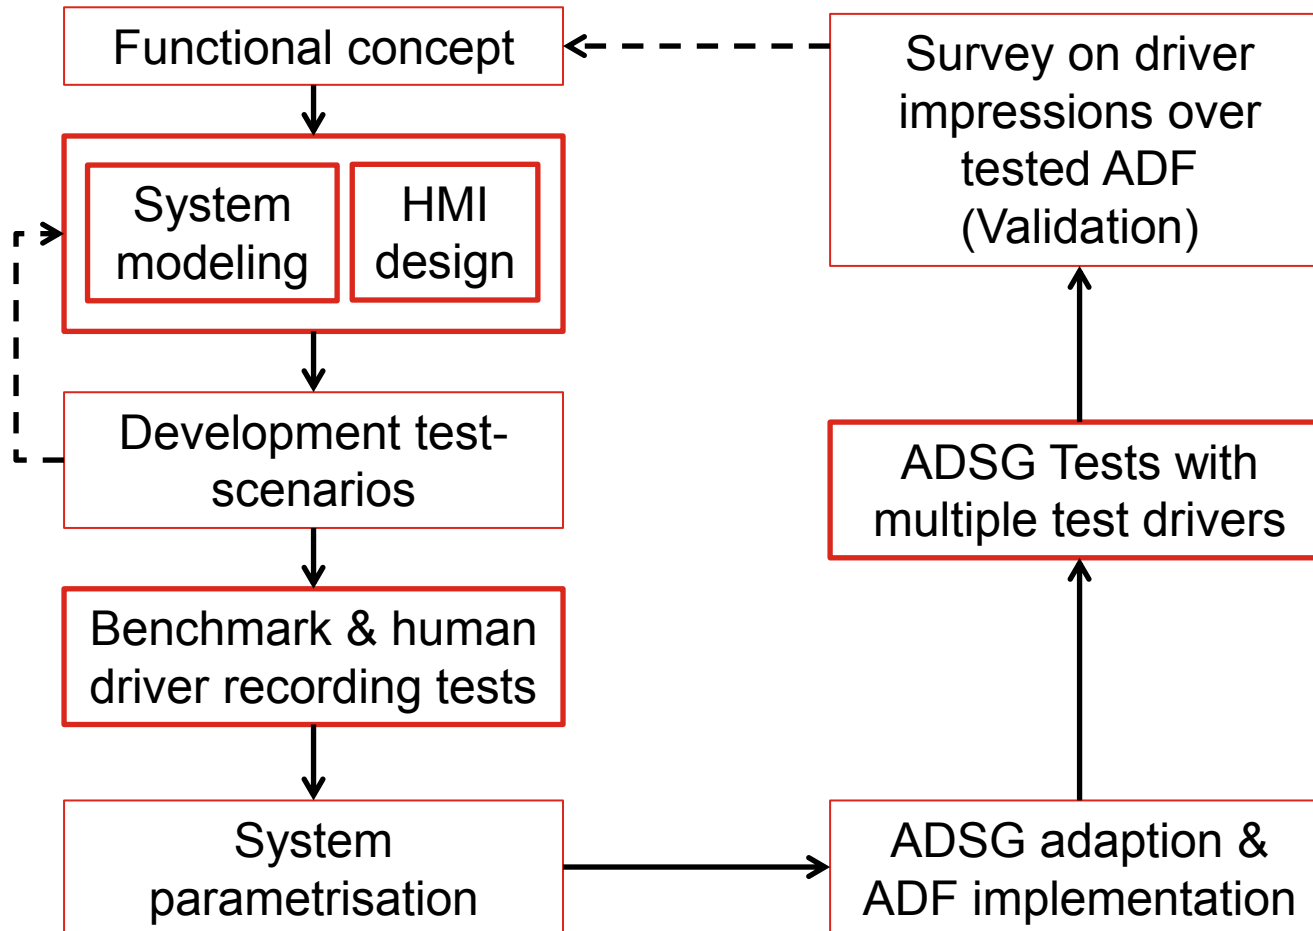 Functional concept
System
modeling
HMI
design
Development test-
scenarios
Benchmark & human
driver recording tests
System
parametrisation
ADSG adaption &
ADF implementation
ADSG Tests with
multiple test drivers
Survey on driver
impressions over
tested ADF
(Validation)